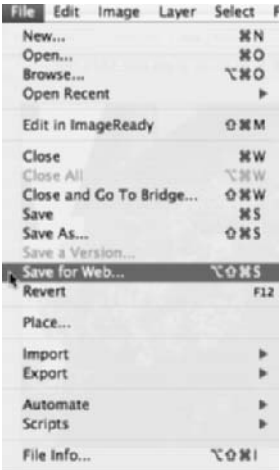 File Edit Image Layer Select
New... ⌘N
Open... ⌘O
Browse... ⌥⌘O
Open Recent ▶
Edit in ImageReady ⇧⌘M
Close ⌘W
Close All ⌥⌘W
Close and Go To Bridge... ⇧⌘W
Save ⌘S
Save As... ⇧⌘S
Save a Version...
Save for Web... ⌥⇧⌘S
Revert F12
Place...
Import ▶
Export ▶
Automate ▶
Scripts ▶
File Info... ⌥⇧⌘I